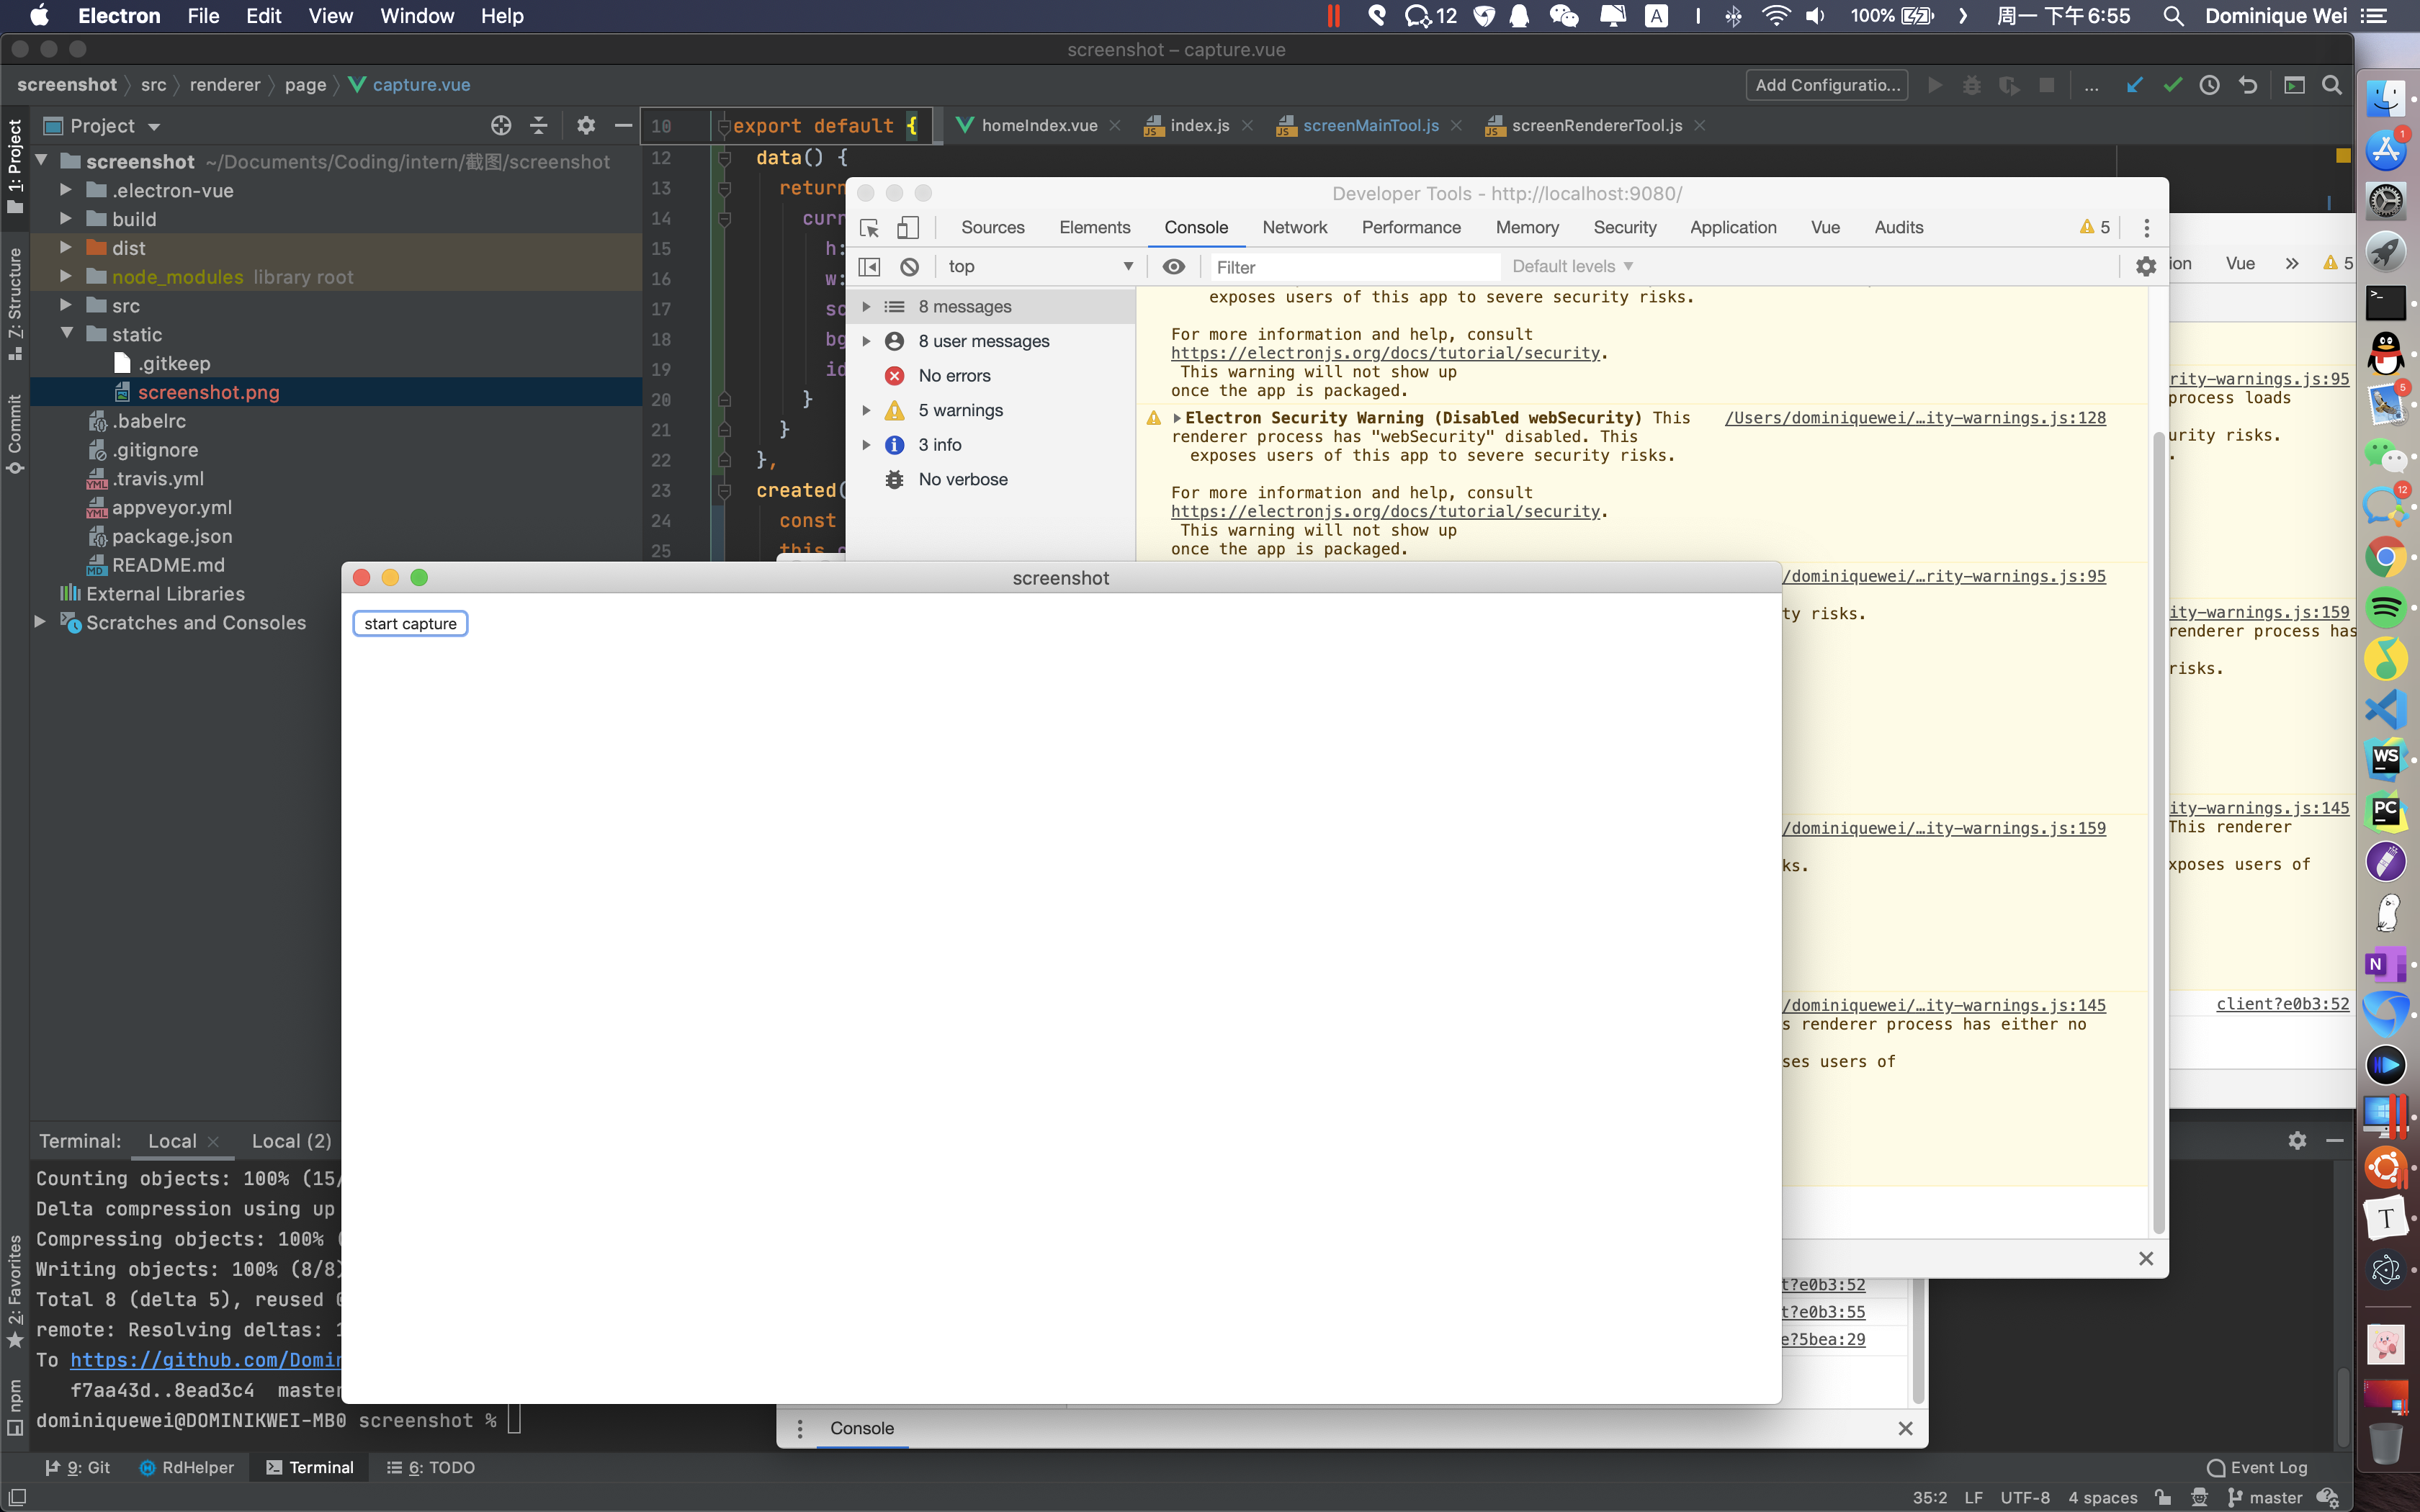 Electron File Edit View Window Help 12 A 100% 周一 下午6:55 Dominique Wei
screenshot – capture.vue
screenshot src renderer page capture.vue Add Configuratio... ...
Project 10 export default { homeIndex.vue index.js screenMainTool.js screenRendererTool.js
1: Project
Z: Structure
Commit
2: Favorites
npm
screenshot ~/Documents/Coding/intern/截图/screenshot
.electron-vue
build
dist
node_modules library root
src
static
.gitkeep
screenshot.png
.babelrc
.gitignore
.travis.yml
appveyor.yml
package.json
README.md
External Libraries
Scratches and Consoles
12 data() {
13 return
14 curr
15 h:
16 w:
17 sc
18 bg
19 id
20 }
21 }
22 },
23 created(
24 const
25
Developer Tools - http://localhost:9080/
Sources Elements Console Network Performance Memory Security Application Vue Audits 5
top Filter Default levels
8 messages
8 user messages
No errors
5 warnings
3 info
No verbose
exposes users of this app to severe security risks.
For more information and help, consult
https://electronjs.org/docs/tutorial/security.
This warning will not show up
once the app is packaged.
Electron Security Warning (Disabled webSecurity) This /Users/dominiquewei/…ity-warnings.js:128
renderer process has "webSecurity" disabled. This
exposes users of this app to severe security risks.
For more information and help, consult
https://electronjs.org/docs/tutorial/security.
This warning will not show up
once the app is packaged.
/dominiquewei/…rity-warnings.js:95
ty risks.
/dominiquewei/…ity-warnings.js:159
ks.
/dominiquewei/…ity-warnings.js:145
s renderer process has either no
ses users of
ion Vue 5
rity-warnings.js:95
process loads
urity risks.
.
ity-warnings.js:159
renderer process has
risks.
ity-warnings.js:145
This renderer
xposes users of
client?e0b3:52
screenshot
start capture
t?e0b3:52
t?e0b3:55
e?5bea:29
Console
Terminal: Local Local (2)
Counting objects: 100% (15/
Delta compression using up
Compressing objects: 100% (
Writing objects: 100% (8/8)
Total 8 (delta 5), reused
remote: Resolving deltas: 1
To https://github.com/Domin
f7aa43d..8ead3c4 master
dominiquewei@DOMINIKWEI-MB0 screenshot %
9: Git RdHelper Terminal 6: TODO Event Log
35:2 LF UTF-8 4 spaces master
1
5
12
WS
PC
N
T